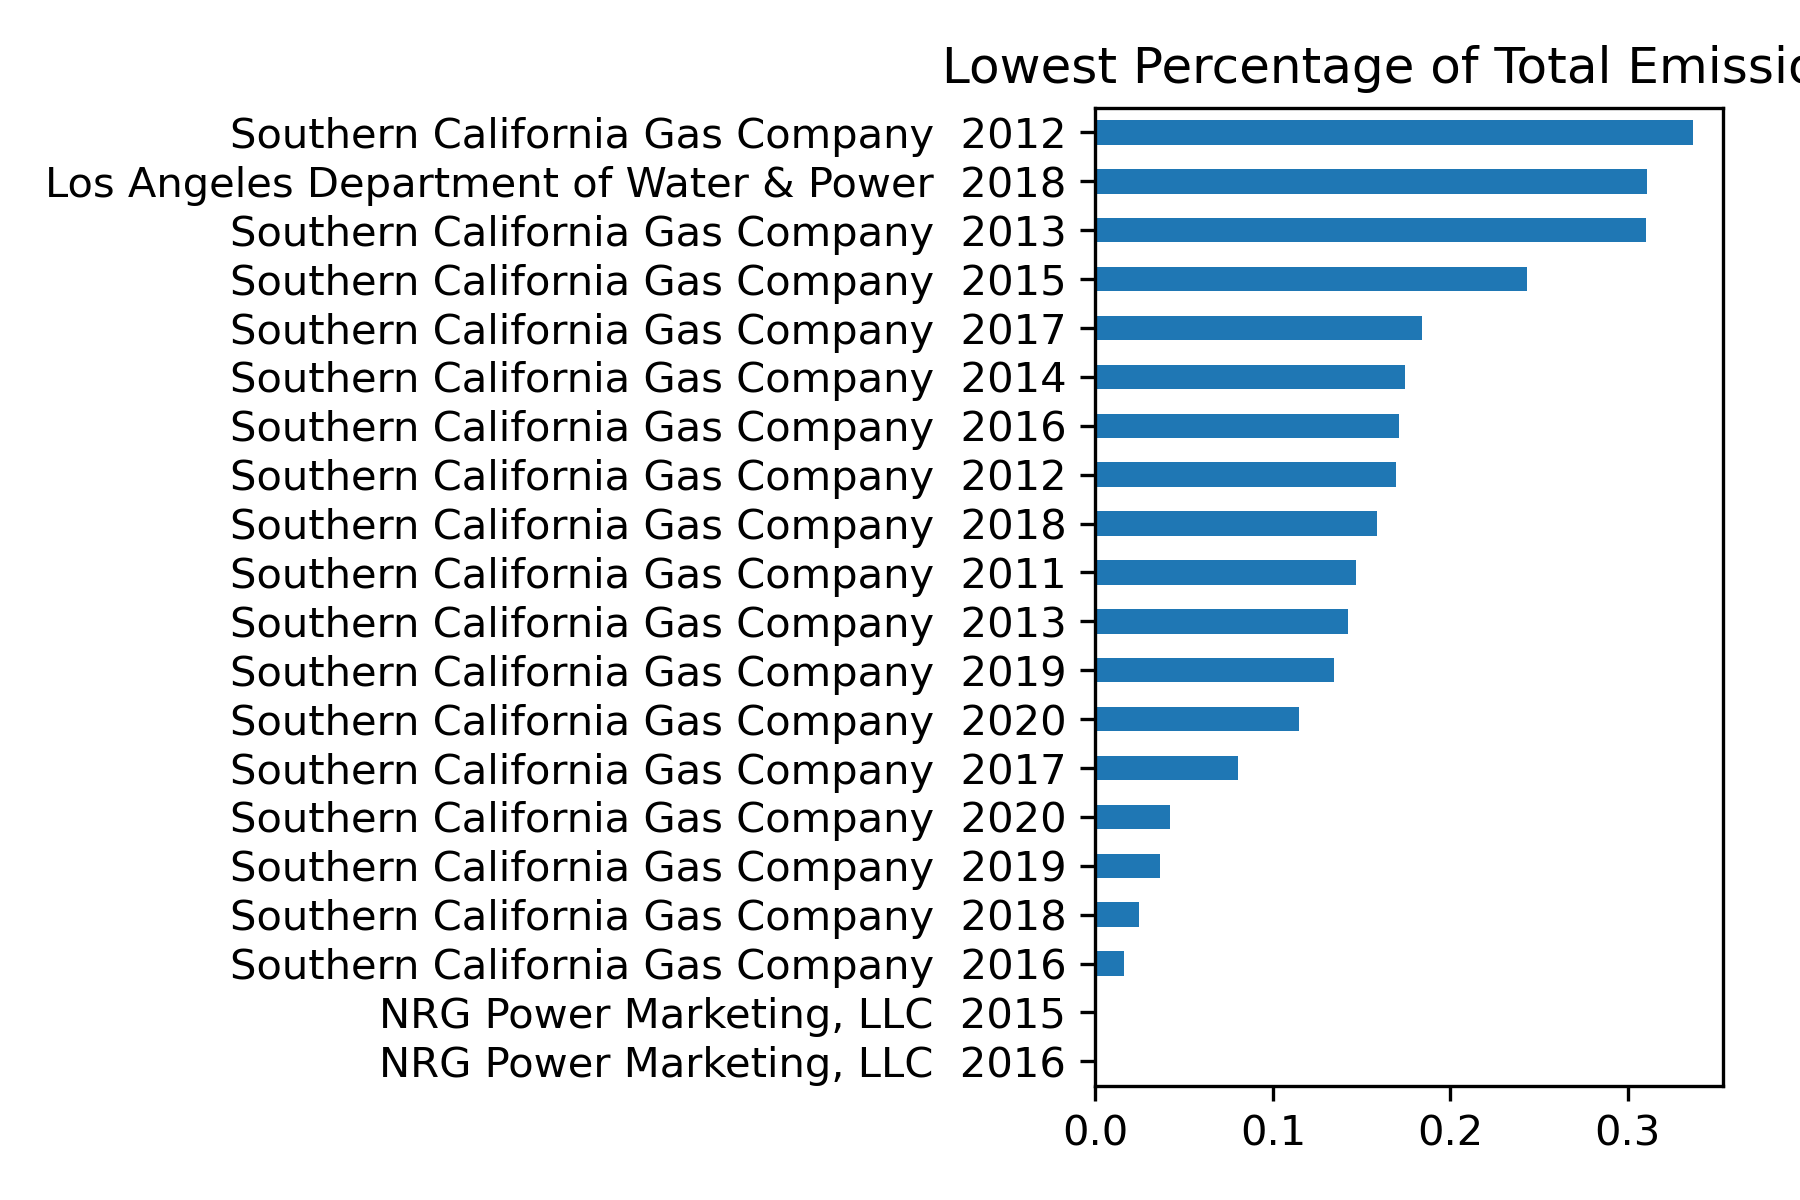 Lowest Percentage of Total Emissio
Southern California Gas Company 2012
Los Angeles Department of Water & Power 2018
Southern California Gas Company 2013
Southern California Gas Company 2015
Southern California Gas Company 2017
Southern California Gas Company 2014
Southern California Gas Company 2016
Southern California Gas Company 2012
Southern California Gas Company 2018
Southern California Gas Company 2011
Southern California Gas Company 2013
Southern California Gas Company 2019
Southern California Gas Company 2020
Southern California Gas Company 2017
Southern California Gas Company 2020
Southern California Gas Company 2019
Southern California Gas Company 2018
Southern California Gas Company 2016
NRG Power Marketing, LLC 2015
NRG Power Marketing, LLC 2016
0.0 0.1 0.2 0.3